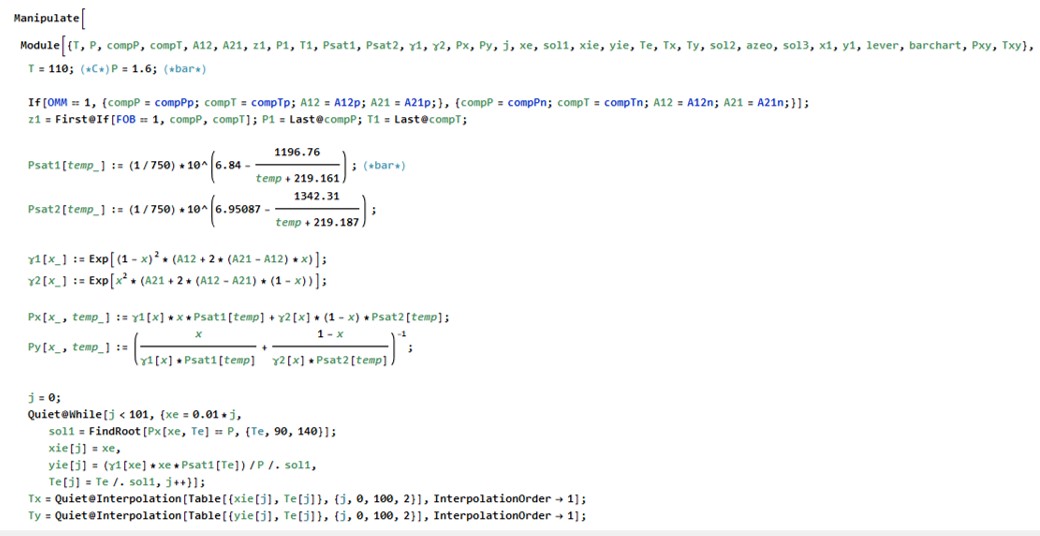 Manipulate[
Module[{T, P, compP, compT, A12, A21, z1, P1, T1, Psat1, Psat2, γ1, γ2, Px, Py, j, xe, sol1, xie, yie, Te, Tx, Ty, sol2, azeo, sol3, x1, y1, lever, barchart, Pxy, Txy},
T = 110; (*C*) P = 1.6; (*bar*)
If[OMM == 1, {compP = compPp; compT = compTp; A12 = A12p; A21 = A21p;}, {compP = compPn; compT = compTn; A12 = A12n; A21 = A21n;}];
z1 = First@If[FOB == 1, compP, compT]; P1 = Last@compP; T1 = Last@compT;
Psat1[temp_] := (1/750) * 10^(6.84 - 1196.76/(temp + 219.161)); (*bar*)
Psat2[temp_] := (1/750) * 10^(6.95087 - 1342.31/(temp + 219.187));
γ1[x_] := Exp[(1 - x)² * (A12 + 2 * (A21 - A12) * x)];
γ2[x_] := Exp[x² * (A21 + 2 * (A12 - A21) * (1 - x))];
Px[x_, temp_] := γ1[x] * x * Psat1[temp] + γ2[x] * (1 - x) * Psat2[temp];
Py[x_, temp_] := (x/(γ1[x] * Psat1[temp]) + (1 - x)/(γ2[x] * Psat2[temp]))⁻¹;
j = 0;
Quiet@While[j < 101, {xe = 0.01 * j,
sol1 = FindRoot[Px[xe, Te] == P, {Te, 90, 140}];
xie[j] = xe,
yie[j] = (γ1[xe] * xe * Psat1[Te]) / P /. sol1,
Te[j] = Te /. sol1, j++}];
Tx = Quiet@Interpolation[Table[{xie[j], Te[j]}, {j, 0, 100, 2}], InterpolationOrder → 1];
Ty = Quiet@Interpolation[Table[{yie[j], Te[j]}, {j, 0, 100, 2}], InterpolationOrder → 1];